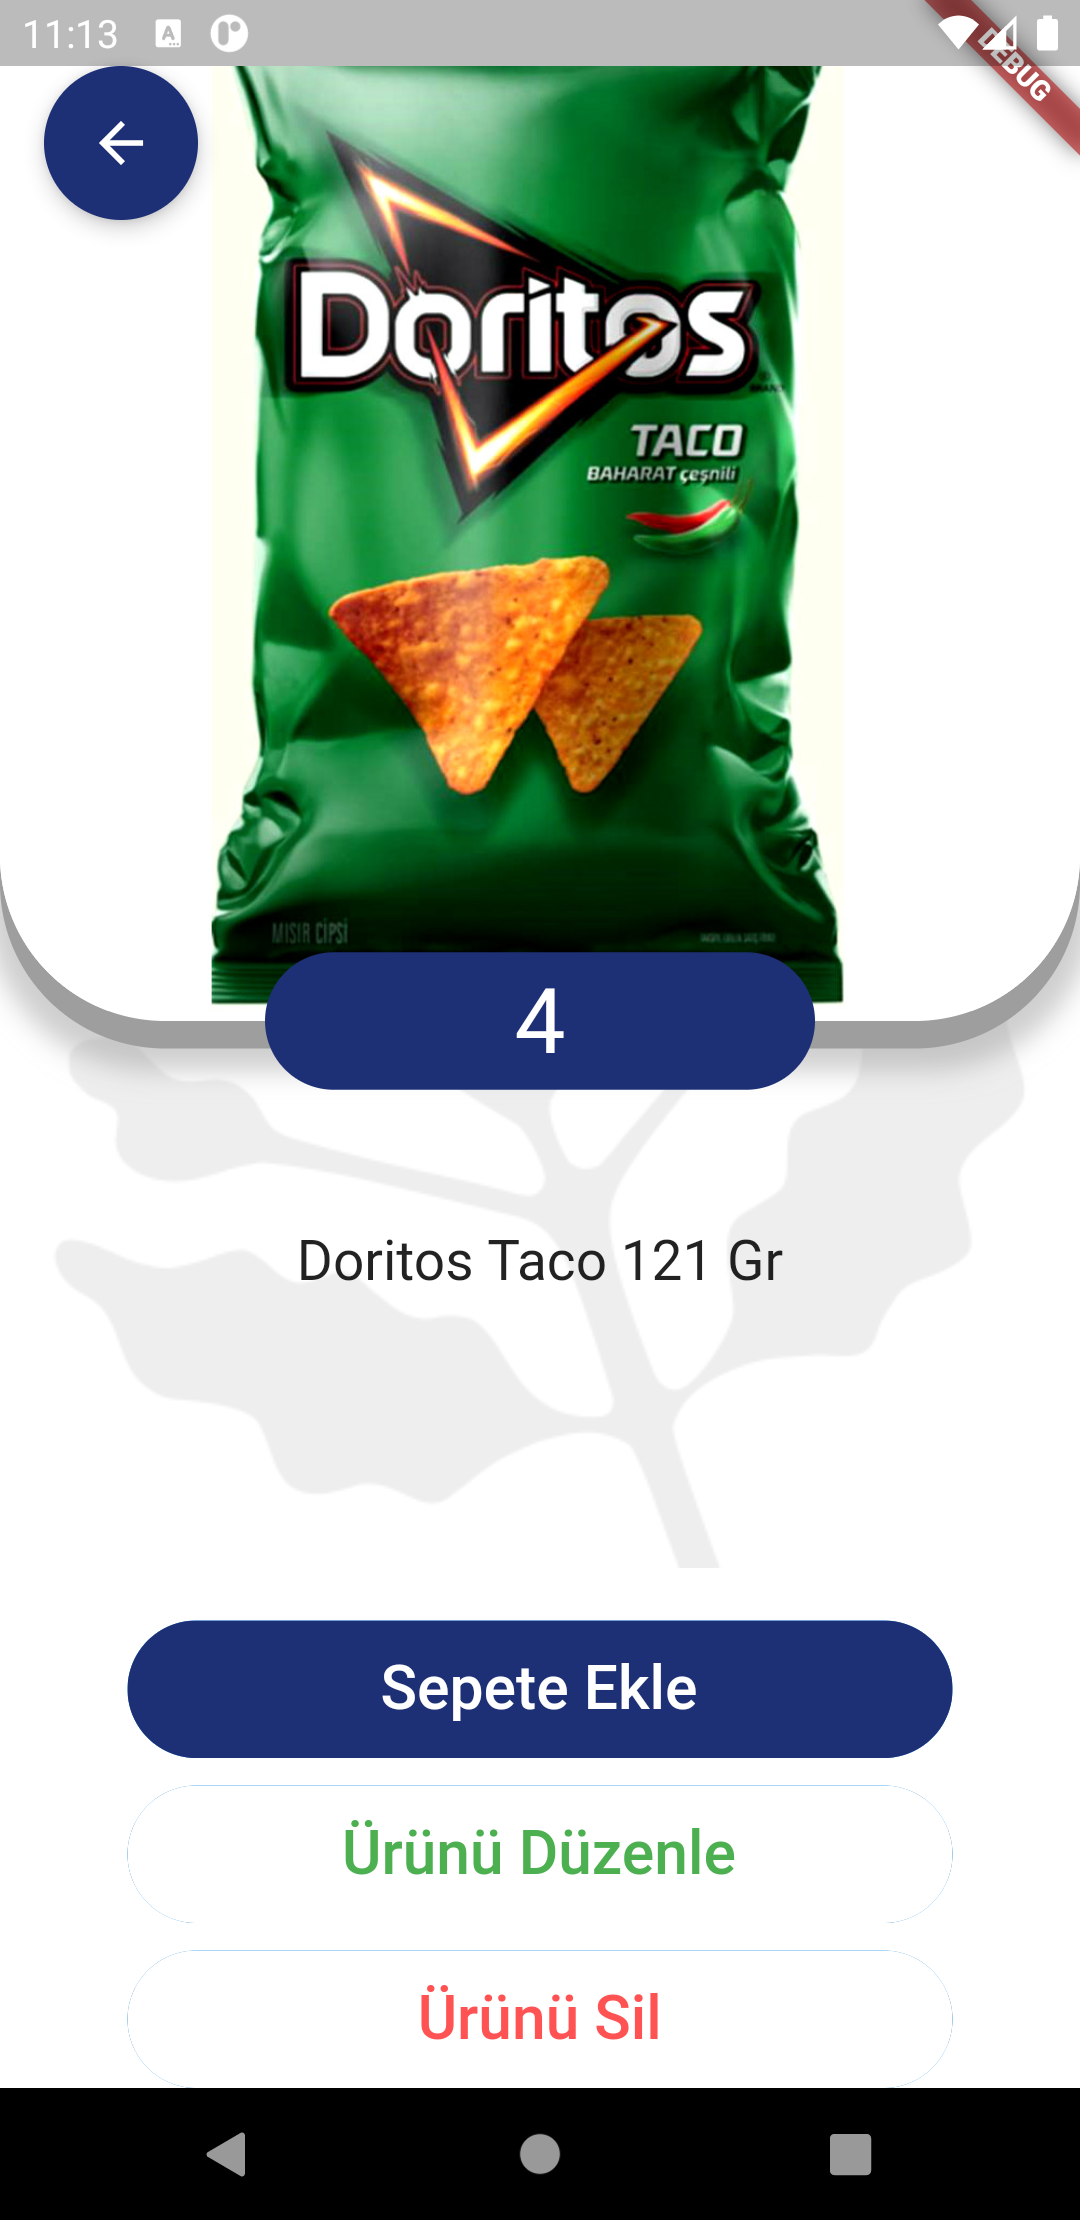 11:13
DEBUG
Doritos
TACO
BAHARAT çeşnili
MISIR CİPSİ
4
Doritos Taco 121 Gr
Sepete Ekle
Ürünü Düzenle
Ürünü Sil